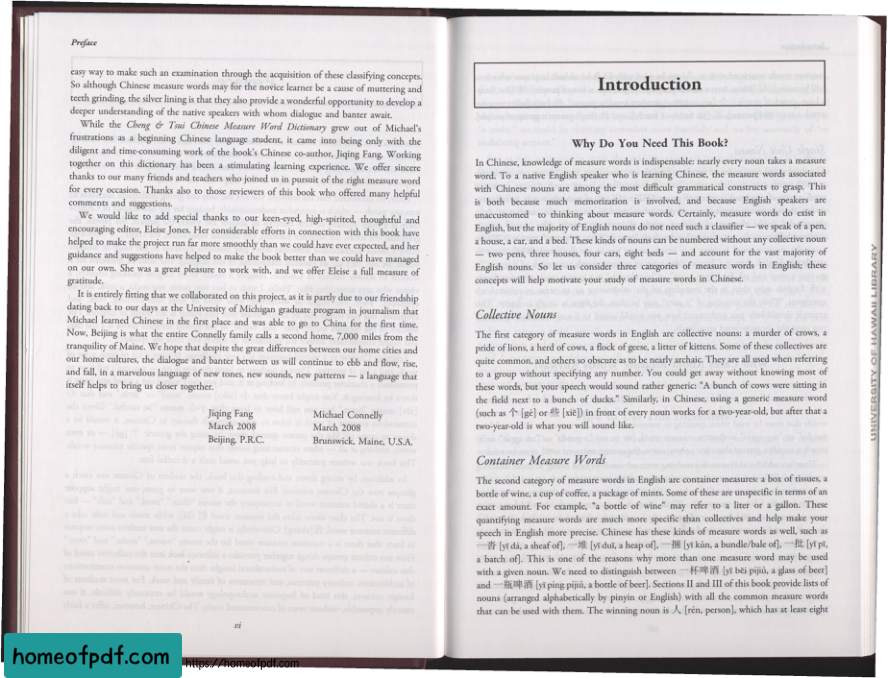 Preface
easy way to make such an examination through the acquisition of these classifying concepts.
So although Chinese measure words may for the novice learner be a cause of muttering and
teeth grinding, the silver lining is that they also provide a wonderful opportunity to develop a
deeper understanding of the native speakers with whom dialogue and banter await.
While the Cheng & Tsui Chinese Measure Word Dictionary grew out of Michael's
frustrations as a beginning Chinese language student, it came into being only with the
diligent and time-consuming work of the book's Chinese co-author, Jiqing Fang. Working
together on this dictionary has been a stimulating learning experience. We offer sincere
thanks to our many friends and teachers who joined us in pursuit of the right measure word
for every occasion. Thanks also to those reviewers of this book who offered many helpful
comments and suggestions.
We would like to add special thanks to our keen-eyed, high-spirited, thoughtful and
encouraging editor, Eleise Jones. Her considerable efforts in connection with this book have
helped to make the project run far more smoothly than we could have ever expected, and her
guidance and suggestions have helped to make the book better than we could have managed
on our own. She was a great pleasure to work with, and we offer Eleise a full measure of
gratitude.
It is entirely fitting that we collaborated on this project, as it is partly due to our friendship
dating back to our days at the University of Michigan graduate program in journalism that
Michael learned Chinese in the first place and was able to go to China for the first time.
Now, Beijing is what the entire Connelly family calls a second home, 7,000 miles from the
tranquility of Maine. We hope that despite the great differences between our home cities and
our home cultures, the dialogue and banter between us will continue to ebb and flow, rise,
and fall, in a marvelous language of new tones, new sounds, new patterns — a language that
itself helps to bring us closer together.
Jiqing Fang
March 2008
Beijing, P.R.C.
Michael Connelly
March 2008
Brunswick, Maine, U.S.A.
vi
Introduction
Why Do You Need This Book?
In Chinese, knowledge of measure words is indispensable: nearly every noun takes a measure
word. To a native English speaker who is learning Chinese, the measure words associated
with Chinese nouns are among the most difficult grammatical constructs to grasp. This
is both because much memorization is involved, and because English speakers are
unaccustomed to thinking about measure words. Certainly, measure words do exist in
English, but the majority of English nouns do not need such a classifier — we speak of a pen,
a house, a car, and a bed. These kinds of nouns can be numbered without any collective noun
— two pens, three houses, four cars, eight beds — and account for the vast majority of
English nouns. So let us consider three categories of measure words in English; these
concepts will help motivate your study of measure words in Chinese.
Collective Nouns
The first category of measure words in English are collective nouns: a murder of crows, a
pride of lions, a herd of cows, a flock of geese, a litter of kittens. Some of these collectives are
quite common, and others so obscure as to be nearly archaic. They are all used when referring
to a group without specifying any number. You could get away without knowing most of
these words, but your speech would sound rather generic: "A bunch of cows were sitting in
the field next to a bunch of ducks." Similarly, in Chinese, using a generic measure word
(such as 个 [gè] or 些 [xiē]) in front of every noun works for a two-year-old, but after that a
two-year-old is what you will sound like.
Container Measure Words
The second category of measure words in English are container measures: a box of tissues, a
bottle of wine, a cup of coffee, a package of mints. Some of these are unspecific in terms of an
exact amount. For example, "a bottle of wine" may refer to a liter or a gallon. These
quantifying measure words are much more specific than collectives and help make your
speech in English more precise. Chinese has these kinds of measure words as well, such as
一沓 [yī dá, a sheaf of], 一堆 [yī duī, a heap of], 一捆 [yī kǔn, a bundle/bale of], 一批 [yī pī,
a batch of]. This is one of the reasons why more than one measure word may be used
with a given noun. We need to distinguish between 一杯啤酒 [yī bēi píjiǔ, a glass of beer]
and 一瓶啤酒 [yī píng píjiǔ, a bottle of beer]. Sections II and III of this book provide lists of
nouns (arranged alphabetically by pinyin or English) with all the common measure words
that can be used with them. The winning noun is 人 [rén, person], which has at least eight
UNIVERSITY OF HAWAII LIBRARY
homeofpdf.com
https://homeofpdf.com